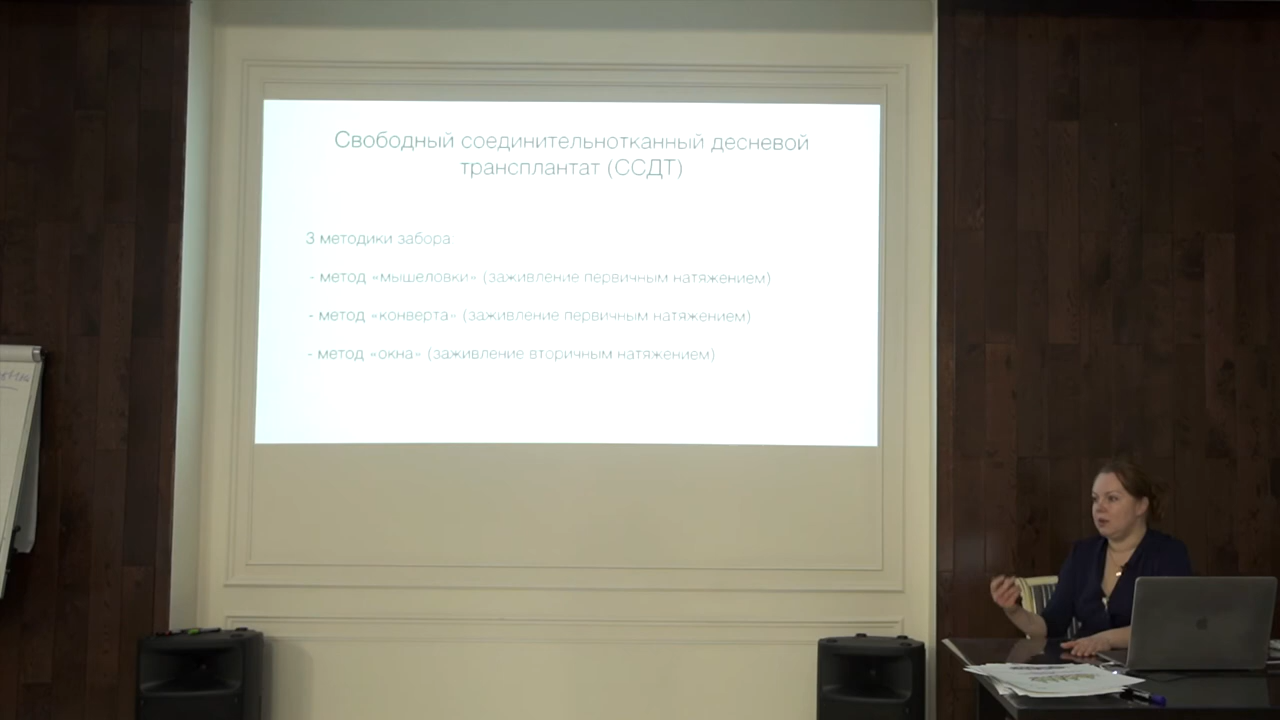 Свободный соединительнотканный десневой
трансплантат (ССДТ)
3 методики забора
- метод «мышеловки» (заживление первичным натяжением)
- метод «конверта» (заживление первичным натяжением)
- метод «окна» (заживление вторичным натяжением)